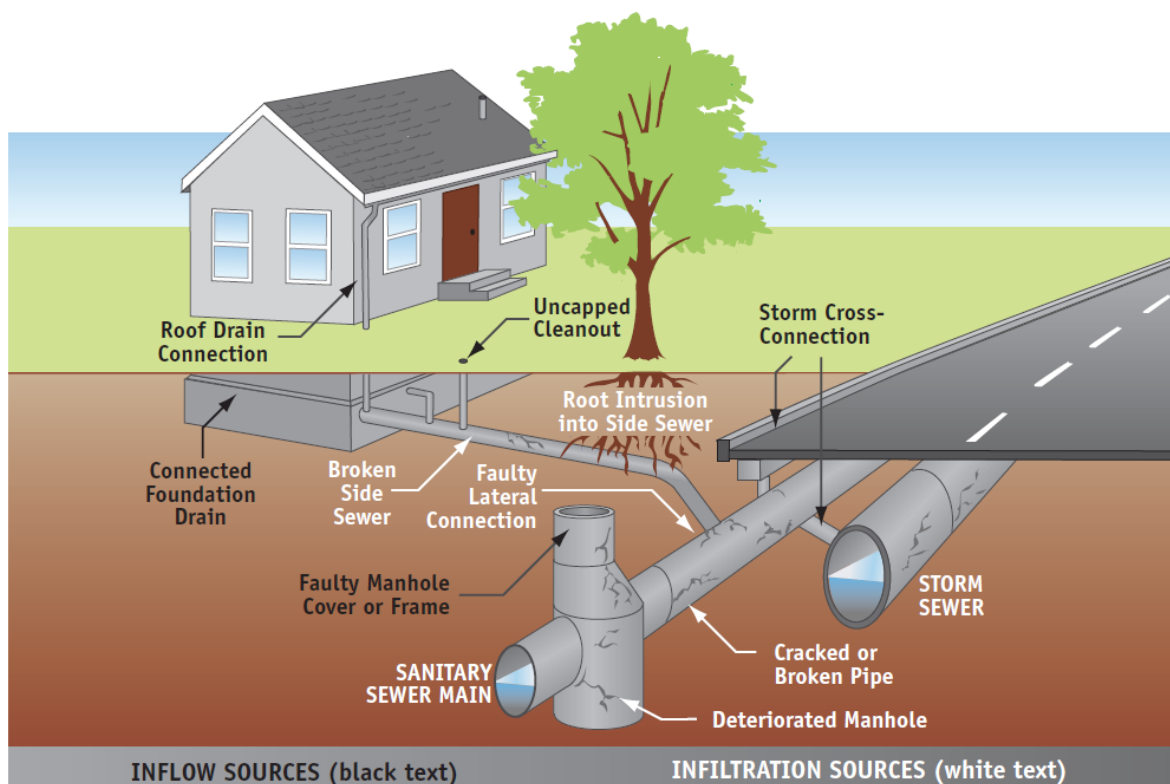 Roof Drain
Connection
Uncapped
Cleanout
Storm Cross-
Connection
Root Intrusion
into Side Sewer
Connected
Foundation
Drain
Broken
Side
Sewer
Faulty
Lateral
Connection
Faulty Manhole
Cover or Frame
STORM
SEWER
SANITARY
SEWER MAIN
Cracked or
Broken Pipe
Deteriorated Manhole
INFLOW SOURCES (black text)
INFILTRATION SOURCES (white text)